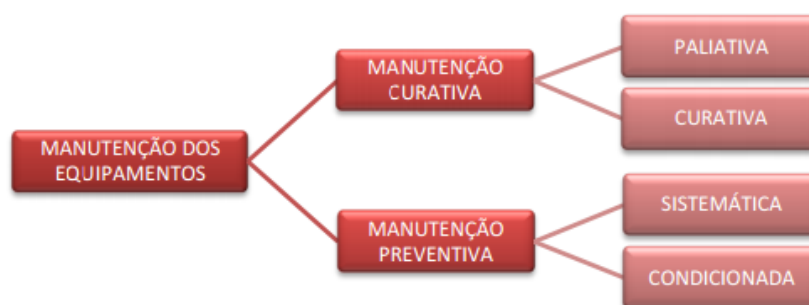 MANUTENÇÃO DOS
EQUIPAMENTOS
MANUTENÇÃO
CURATIVA
PALIATIVA
CURATIVA
MANUTENÇÃO
PREVENTIVA
SISTEMÁTICA
CONDICIONADA